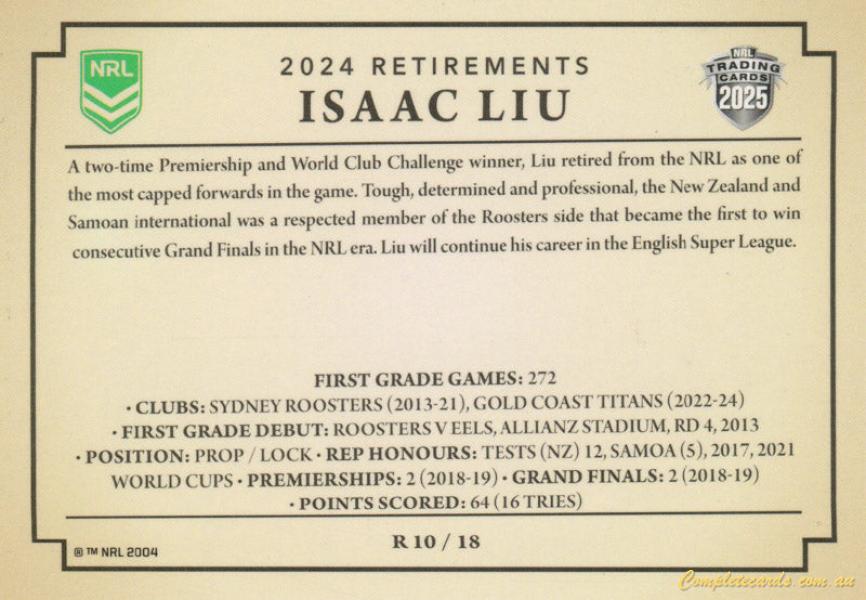 NRL
2024 RETIREMENTS
ISAAC LIU
NRL
TRADING
CARDS
2025
A two-time Premiership and World Club Challenge winner, Liu retired from the NRL as one of
the most capped forwards in the game. Tough, determined and professional, the New Zealand and
Samoan international was a respected member of the Roosters side that became the first to win
consecutive Grand Finals in the NRL era. Liu will continue his career in the English Super League.
FIRST GRADE GAMES: 272
• CLUBS: SYDNEY ROOSTERS (2013-21), GOLD COAST TITANS (2022-24)
• FIRST GRADE DEBUT: ROOSTERS V EELS, ALLIANZ STADIUM, RD 4, 2013
• POSITION: PROP / LOCK • REP HONOURS: TESTS (NZ) 12, SAMOA (5), 2017, 2021
WORLD CUPS • PREMIERSHIPS: 2 (2018-19) • GRAND FINALS: 2 (2018-19)
• POINTS SCORED: 64 (16 TRIES)
® ™ NRL 2004
R 10 / 18
Completecards.com.au